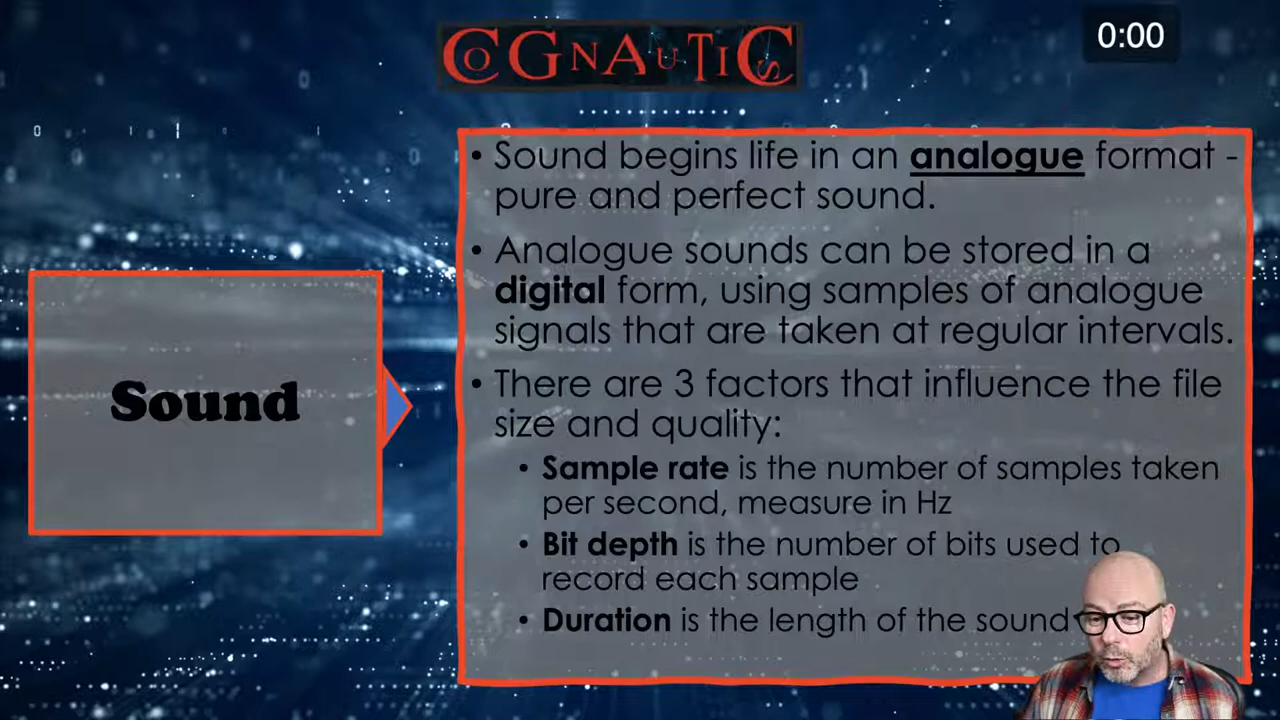 COGNAUTICS
0:00
• Sound begins life in an analogue format -
pure and perfect sound.
• Analogue sounds can be stored in a
digital form, using samples of analogue
signals that are taken at regular intervals.
• There are 3 factors that influence the file
size and quality:
• Sample rate is the number of samples taken
per second, measure in Hz
• Bit depth is the number of bits used to
record each sample
• Duration is the length of the sound
Sound